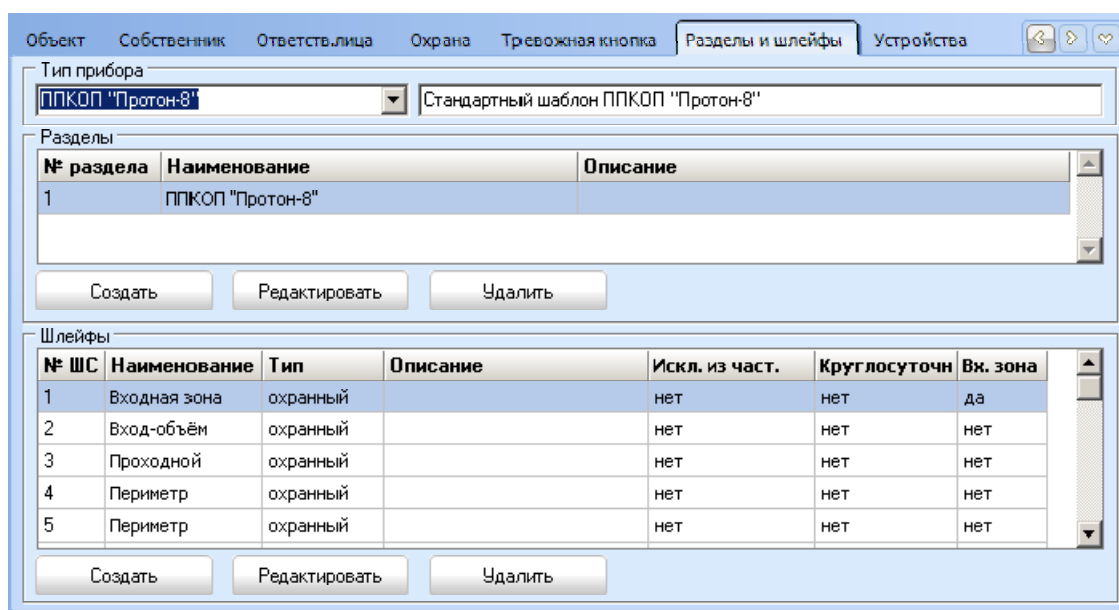 Объект Собственник Ответств.лица Охрана Тревожная кнопка Разделы и шлейфы Устройства
Тип прибора
ППКОП "Протон-8" Стандартный шаблон ППКОП "Протон-8"
Разделы
№ раздела Наименование Описание
1 ППКОП "Протон-8"
Создать Редактировать Удалить
Шлейфы
№ ШС Наименование Тип Описание Искл. из част. Круглосуточн Вх. зона
1 Входная зона охранный нет нет да
2 Вход-объём охранный нет нет нет
3 Проходной охранный нет нет нет
4 Периметр охранный нет нет нет
5 Периметр охранный нет нет нет
Создать Редактировать Удалить